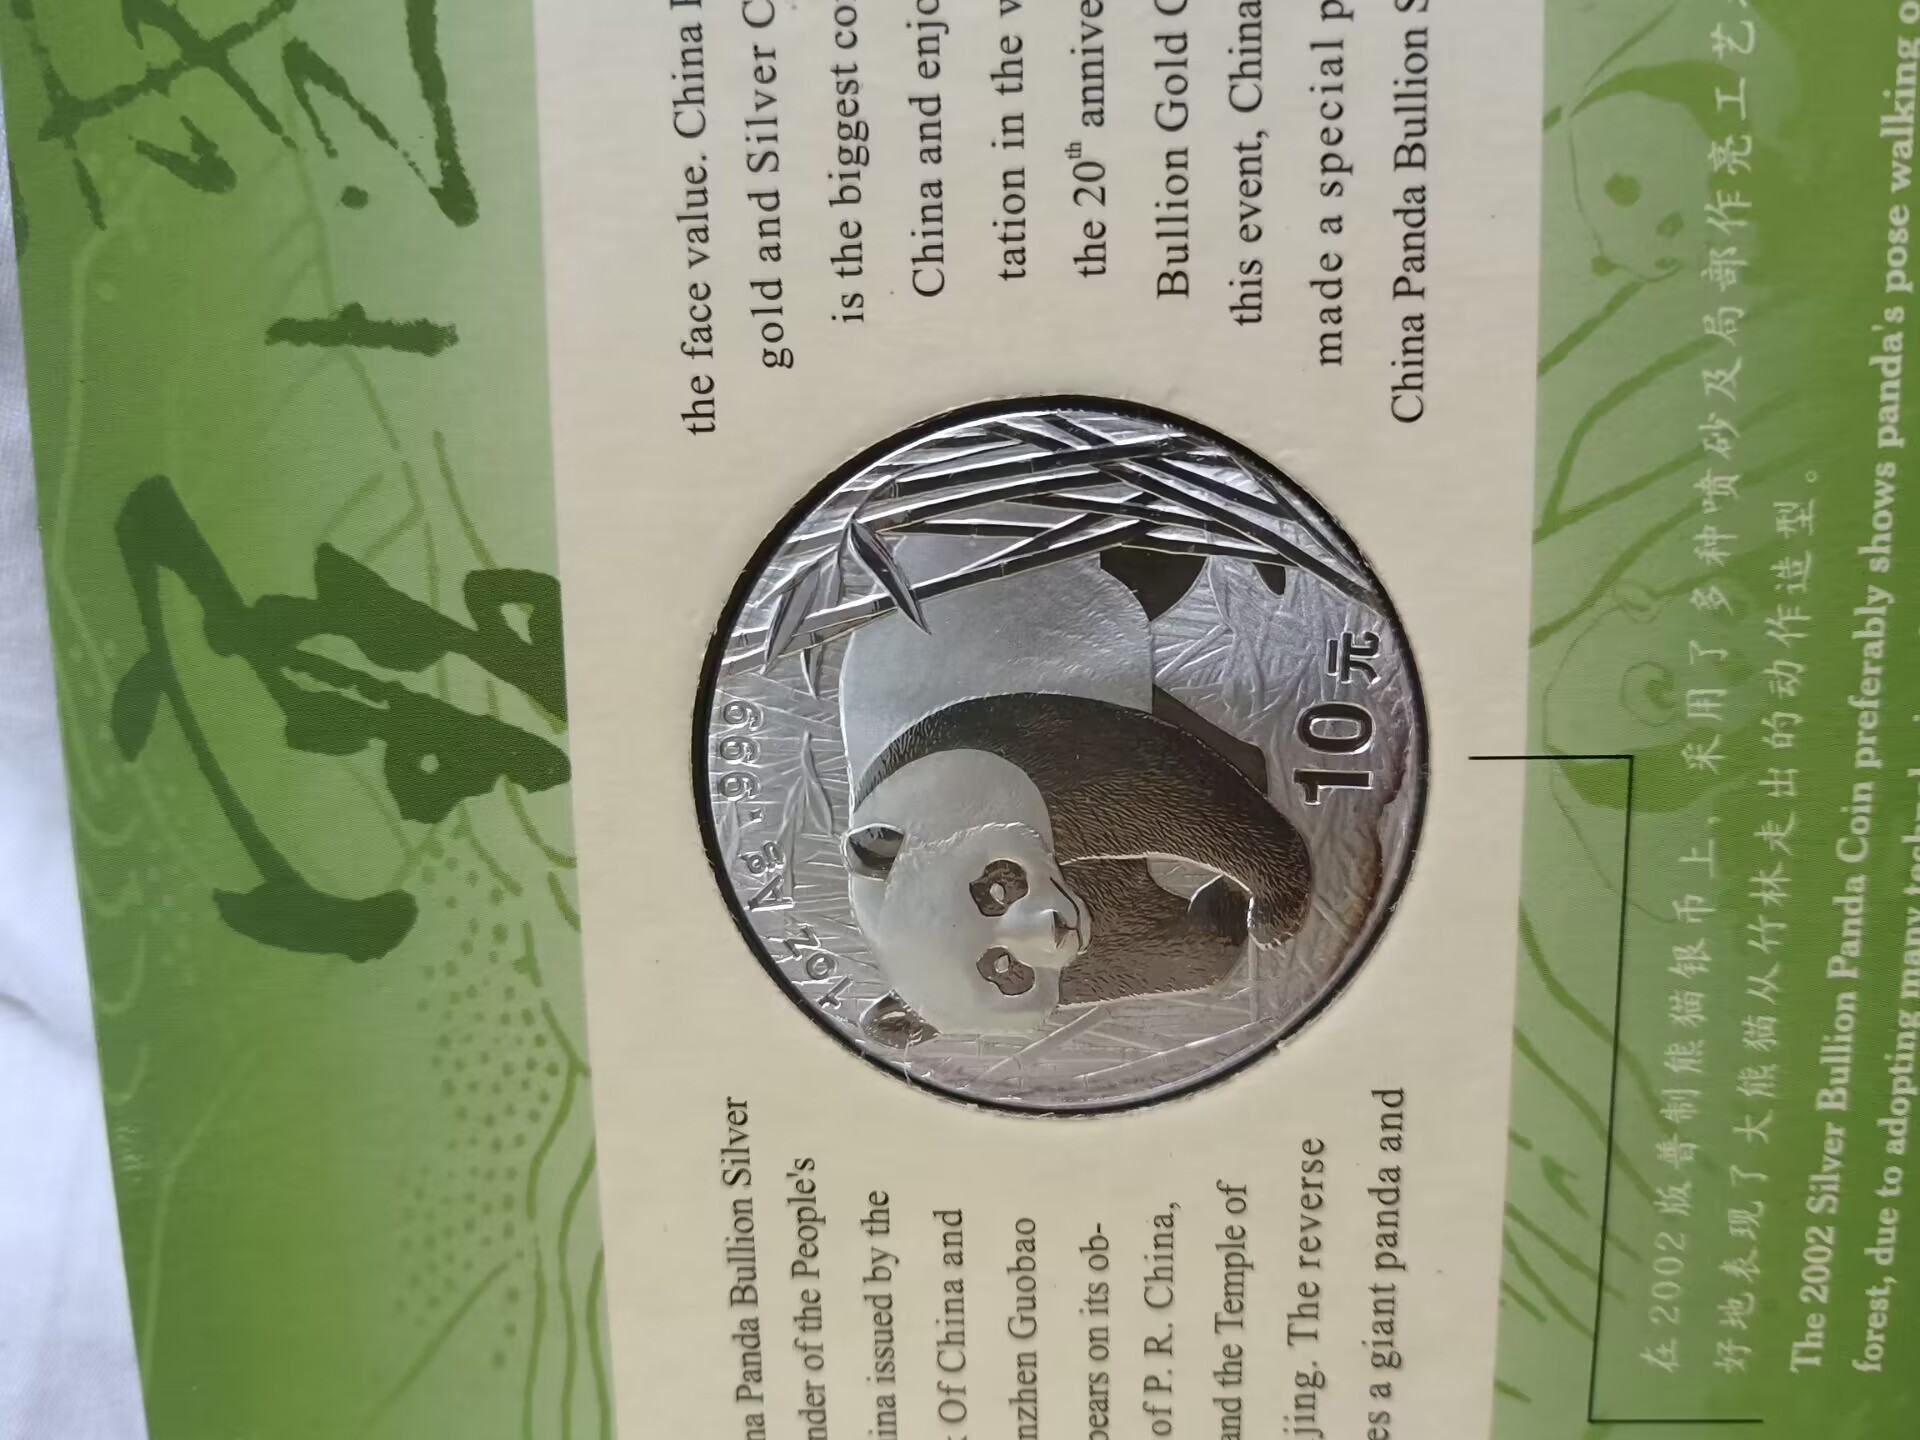 na Panda Bullion Silver
nder of the People's
ina issued by the
Of China and
nzhen Guobao
pears on its ob-
of P. R. China,
and the Temple of
jing. The reverse
es a giant panda and
1oz Ag .999
10元
the face value. China
gold and Silver C
is the biggest co
China and enjo
tation in the
the 20th annive
Bullion Gold C
this event, China
made a special p
China Panda Bullion S
在2002版普制熊猫银币上,采用了多种喷砂及局部作亮工艺
好地表现了大熊猫从竹林走出的动作造型。
The 2002 Silver Bullion Panda Coin preferably shows panda's pose walking o
forest, due to adopting many